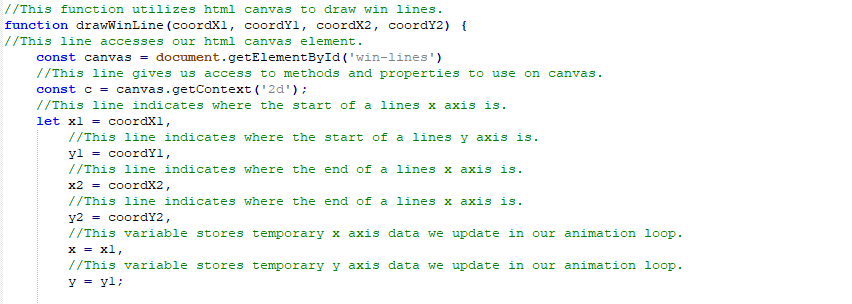 //This function utilizes html canvas to draw win lines.
function drawWinLine(coordX1, coordY1, coordX2, coordY2) {
//This line accesses our html canvas element.
    const canvas = document.getElementById('win-lines')
    //This line gives us access to methods and properties to use on canvas.
    const c = canvas.getContext('2d');
    //This line indicates where the start of a lines x axis is.
    let x1 = coordX1,
        //This line indicates where the start of a lines y axis is.
        y1 = coordY1,
        //This line indicates where the end of a lines x axis is.
        x2 = coordX2,
        //This line indicates where the end of a lines x axis is.
        y2 = coordY2,
        //This variable stores temporary x axis data we update in our animation loop.
        x = x1,
        //This variable stores temporary y axis data we update in our animation loop.
        y = y1;